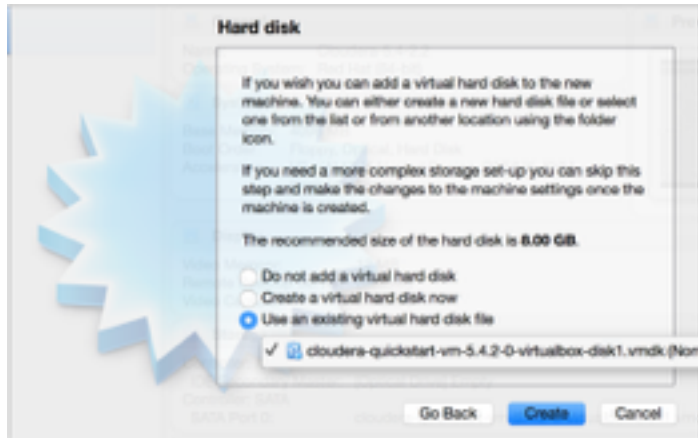 Hard disk
If you wish you can add a virtual hard disk to the new
machine. You can either create a new hard disk file or select
one from the list or from another location using the folder
icon.
If you need a more complex storage set-up you can skip this
step and make the changes to the machine settings once the
machine is created.
The recommended size of the hard disk is 8.00 GB.
Do not add a virtual hard disk
Create a virtual hard disk now
Use an existing virtual hard disk file
✓ cloudera-quickstart-vm-5.4.2-0-virtualbox-disk1.vmdk (Nor
SATA Port 0:
Go Back
Create
Cancel